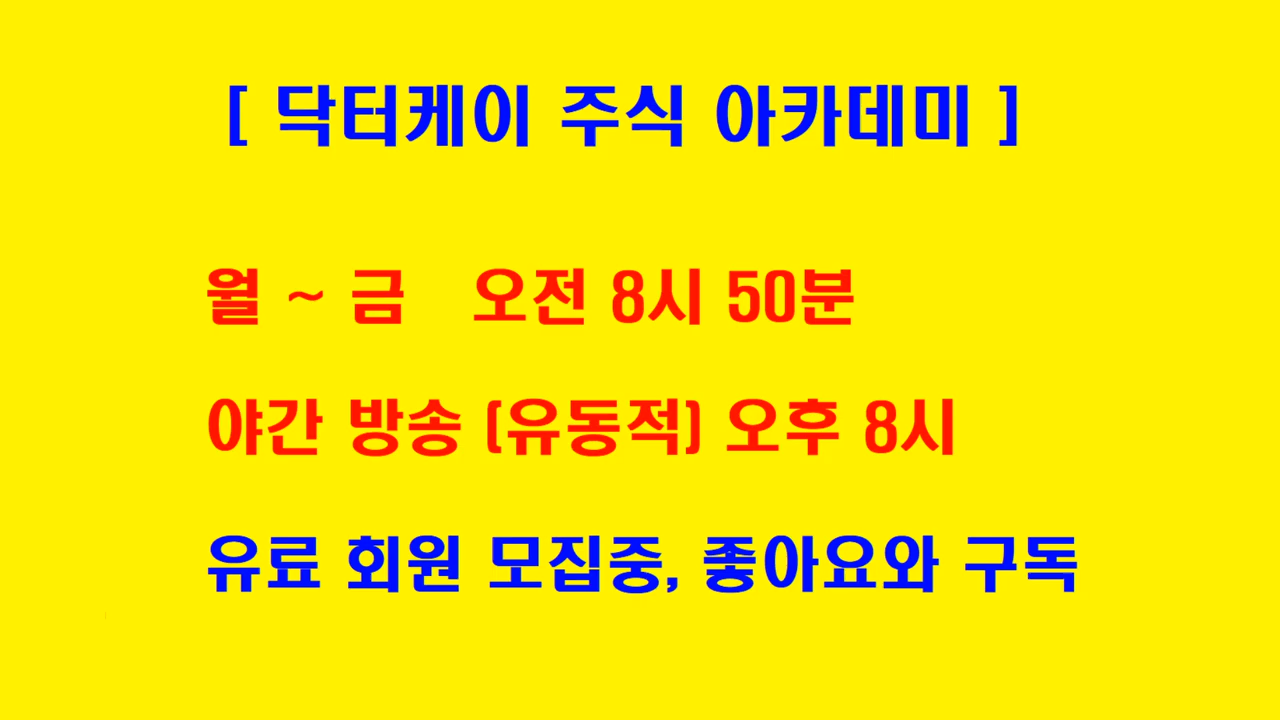 [ 닥터케이 주식 아카데미 ]
월 ~ 금 오전 8시 50분
야간 방송 (유동적) 오후 8시
유료 회원 모집중, 좋아요와 구독